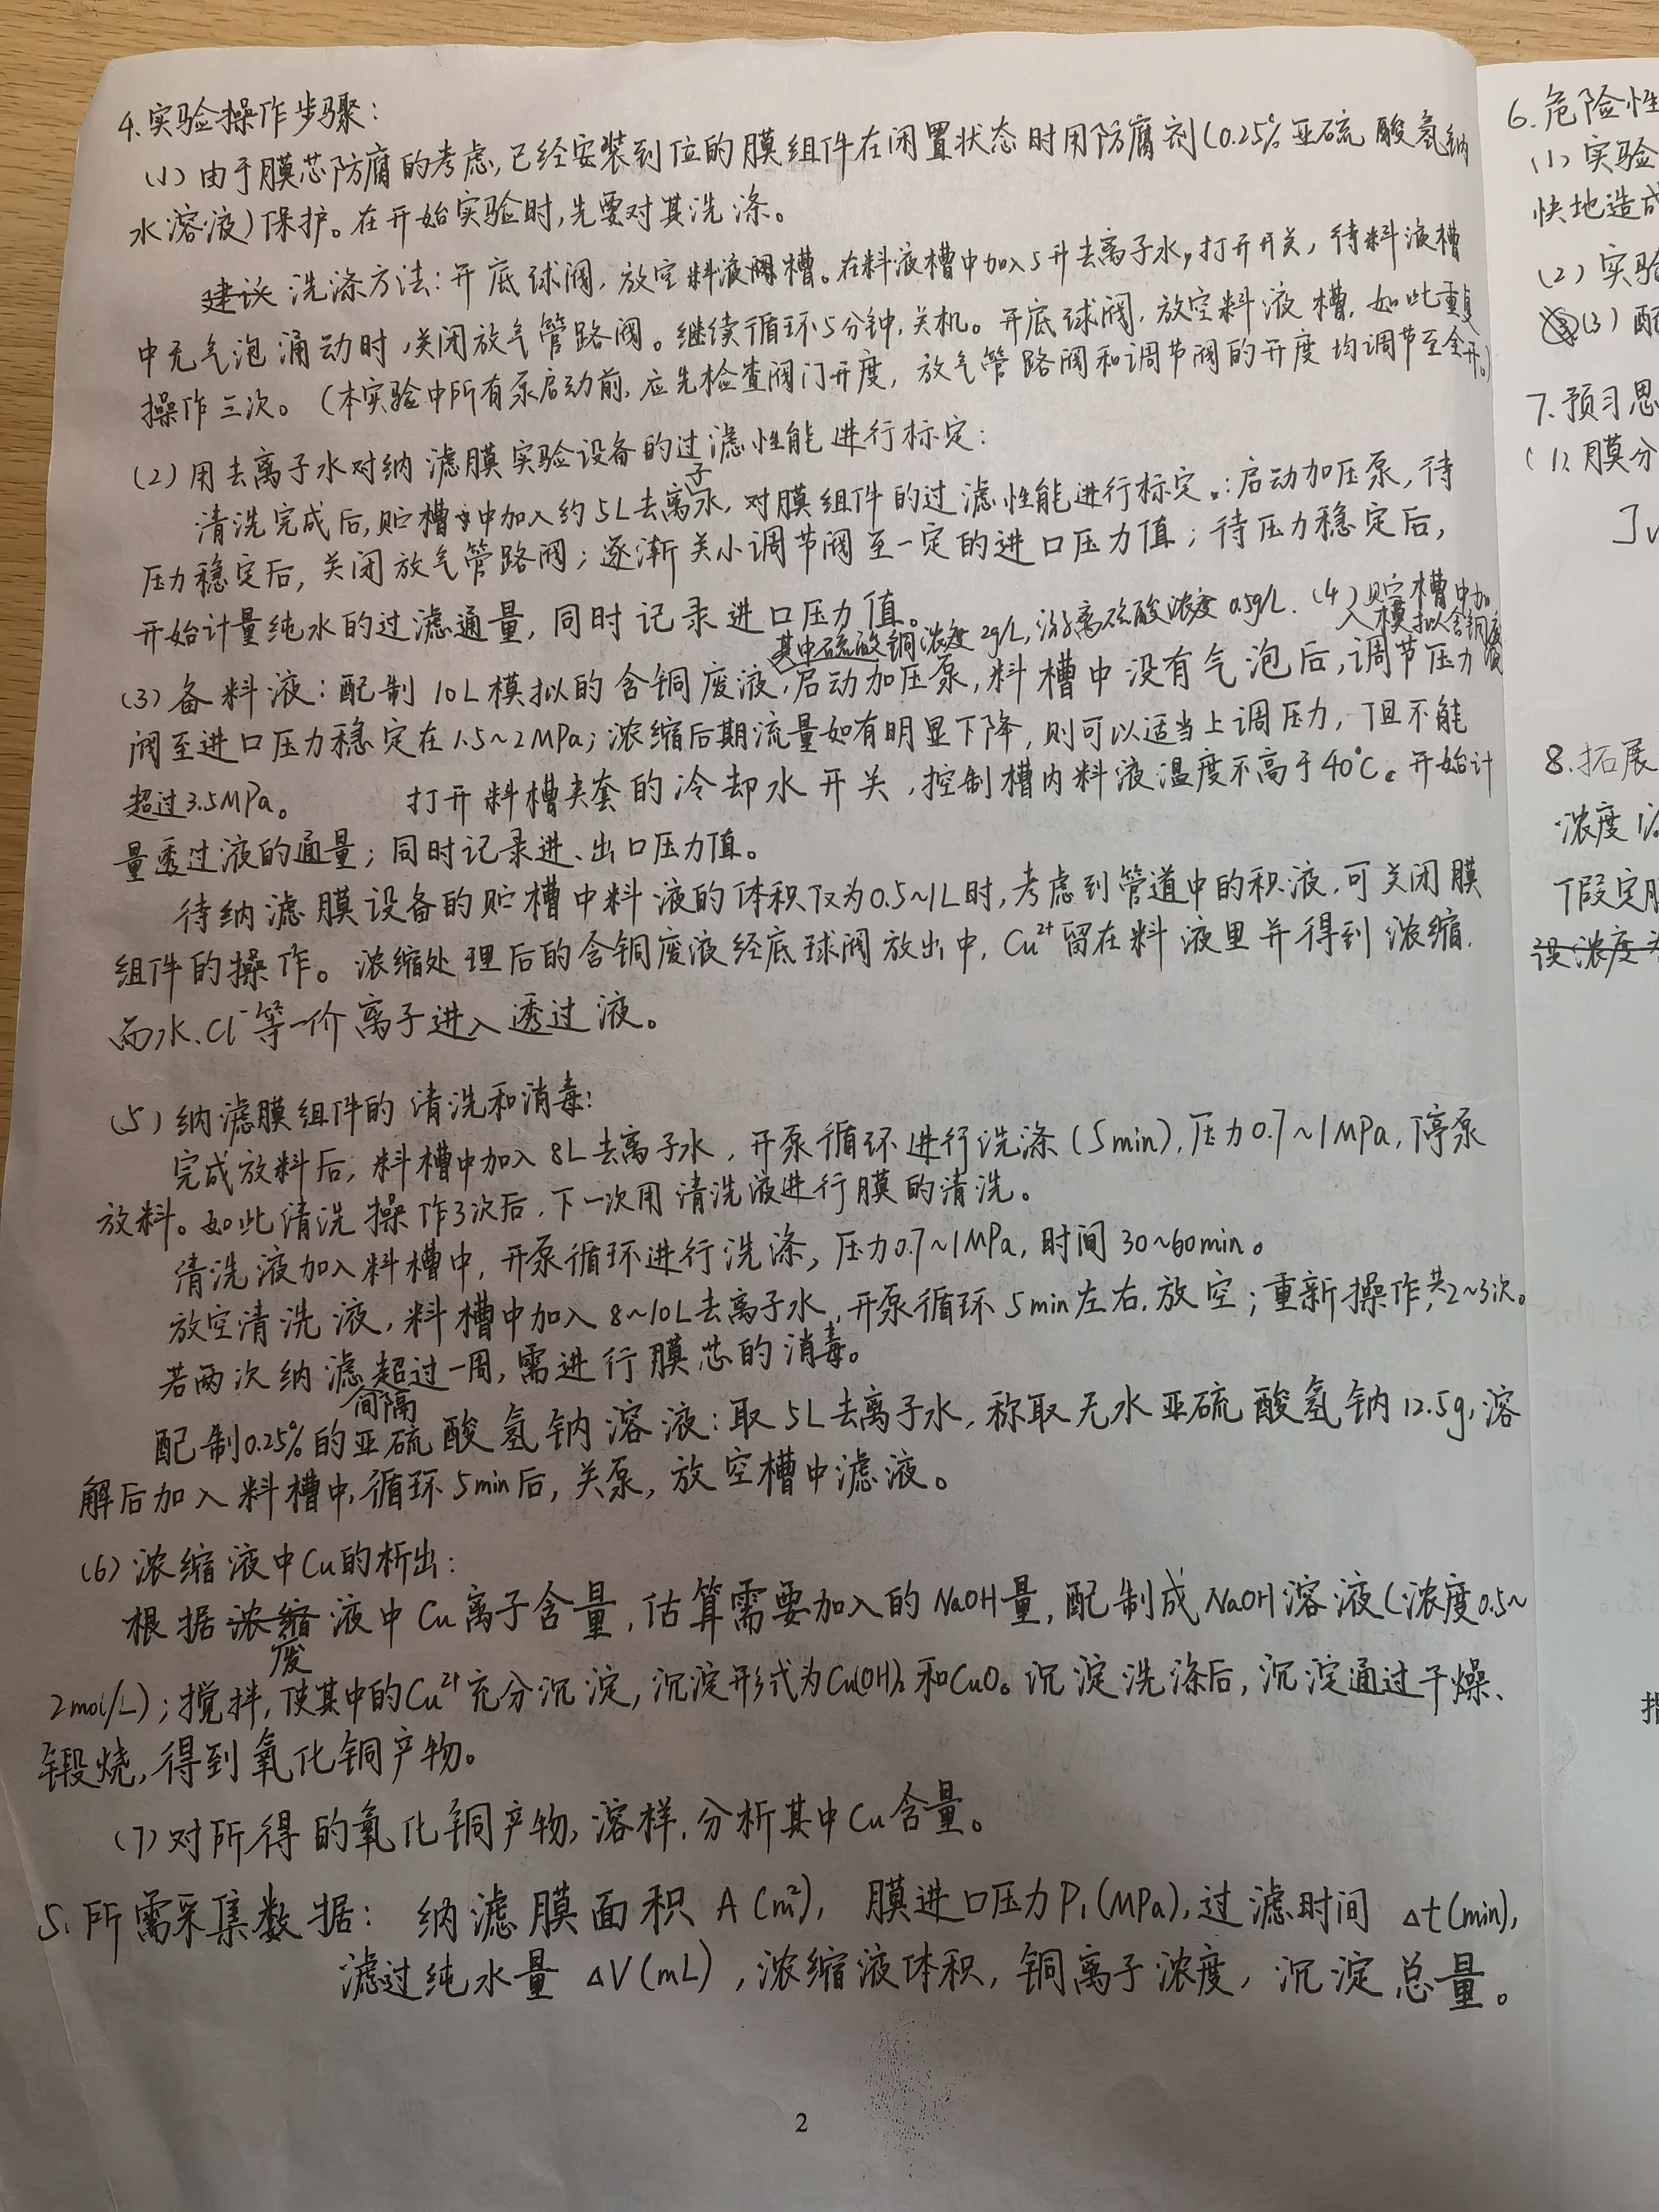 4.实验操作步骤：
(1)由于膜芯防腐的考虑，已经安装到位的膜组件在闲置状态时用防腐剂(0.25%亚硫酸氢钠
水溶液)保护。在开始实验时，先要对其洗涤。
建议洗涤方法：开底球阀，放空料液槽。在料液槽中加入5升去离子水，打开开关，待料液槽
中无气泡涌动时，关闭放气管路阀。继续循环5分钟，关机。开底球阀，放空料液槽，如此重复
操作三次。（本实验中所有泵启动前，应先检查阀门开度，放气管路阀和调节阀的开度均调节至全开。）
(2)用去离子水对纳滤膜实验设备的过滤性能进行标定：
清洗完成后，贮槽中加入约5L去离子水，对膜组件的过滤性能进行标定：启动加压泵，待
压力稳定后，关闭放气管路阀；逐渐关小调节阀至一定的进口压力值；待压力稳定后，
开始计量纯水的过滤通量，同时记录进口压力值。
其中硫酸铜浓度2g/L，游离硫酸浓度0.5g/L. (4)贮槽中加
入模拟含铜废液
(3)备料液：配制10L模拟的含铜废液，启动加压泵，料槽中没有气泡后，调节压力
阀至进口压力稳定在1.5~2MPa；浓缩后期流量如有明显下降，则可以适当上调压力，但不能
超过3.5MPa。 打开料槽夹套的冷却水开关，控制槽内料液温度不高于40℃。开始计
量透过液的通量；同时记录进、出口压力值。
待纳滤膜设备的贮槽中料液的体积仅为0.5~1L时，考虑到管道中的积液，可关闭膜
组件的操作。浓缩处理后的含铜废液经底球阀放出中，Cu²⁺留在料液里并得到浓缩，
而水、Cl⁻等一价离子进入透过液。
(5)纳滤膜组件的清洗和消毒：
完成放料后，料槽中加入8L去离子水，开泵循环进行洗涤(5min)，压力0.7~1MPa，停泵
放料。如此清洗操作3次后，下一次用清洗液进行膜的清洗。
清洗液加入料槽中，开泵循环进行洗涤，压力0.7~1MPa，时间30~60min。
放空清洗液，料槽中加入8~10L去离子水，开泵循环5min左右，放空；重新操作，共2~3次。
若两次纳滤间隔超过一周，需进行膜芯的消毒。
配制0.25%的亚硫酸氢钠溶液：取5L去离子水，称取无水亚硫酸氢钠12.5g，溶
解后加入料槽中，循环5min后，关泵，放空槽中滤液。
(6)浓缩液中Cu的析出：
根据废液中Cu离子含量，估算需要加入的NaOH量，配制成NaOH溶液(浓度0.5~
2mol/L)；搅拌，使其中的Cu²⁺充分沉淀，沉淀形式为Cu(OH)₂和CuO。沉淀洗涤后，沉淀通过干燥、
锻烧，得到氧化铜产物。
(7)对所得的氧化铜产物，溶样，分析其中Cu含量。
5.所需采集数据：纳滤膜面积A(m²)，膜进口压力P₁(MPa)，过滤时间Δt(min)，
滤过纯水量ΔV(mL)，浓缩液体积，铜离子浓度，沉淀总量。
2
6.危险性
(1)实验
快地造成
(2)实验
(3)配
7.预习思
(1)膜分
Jv
8.拓展
浓度
假定
设浓度